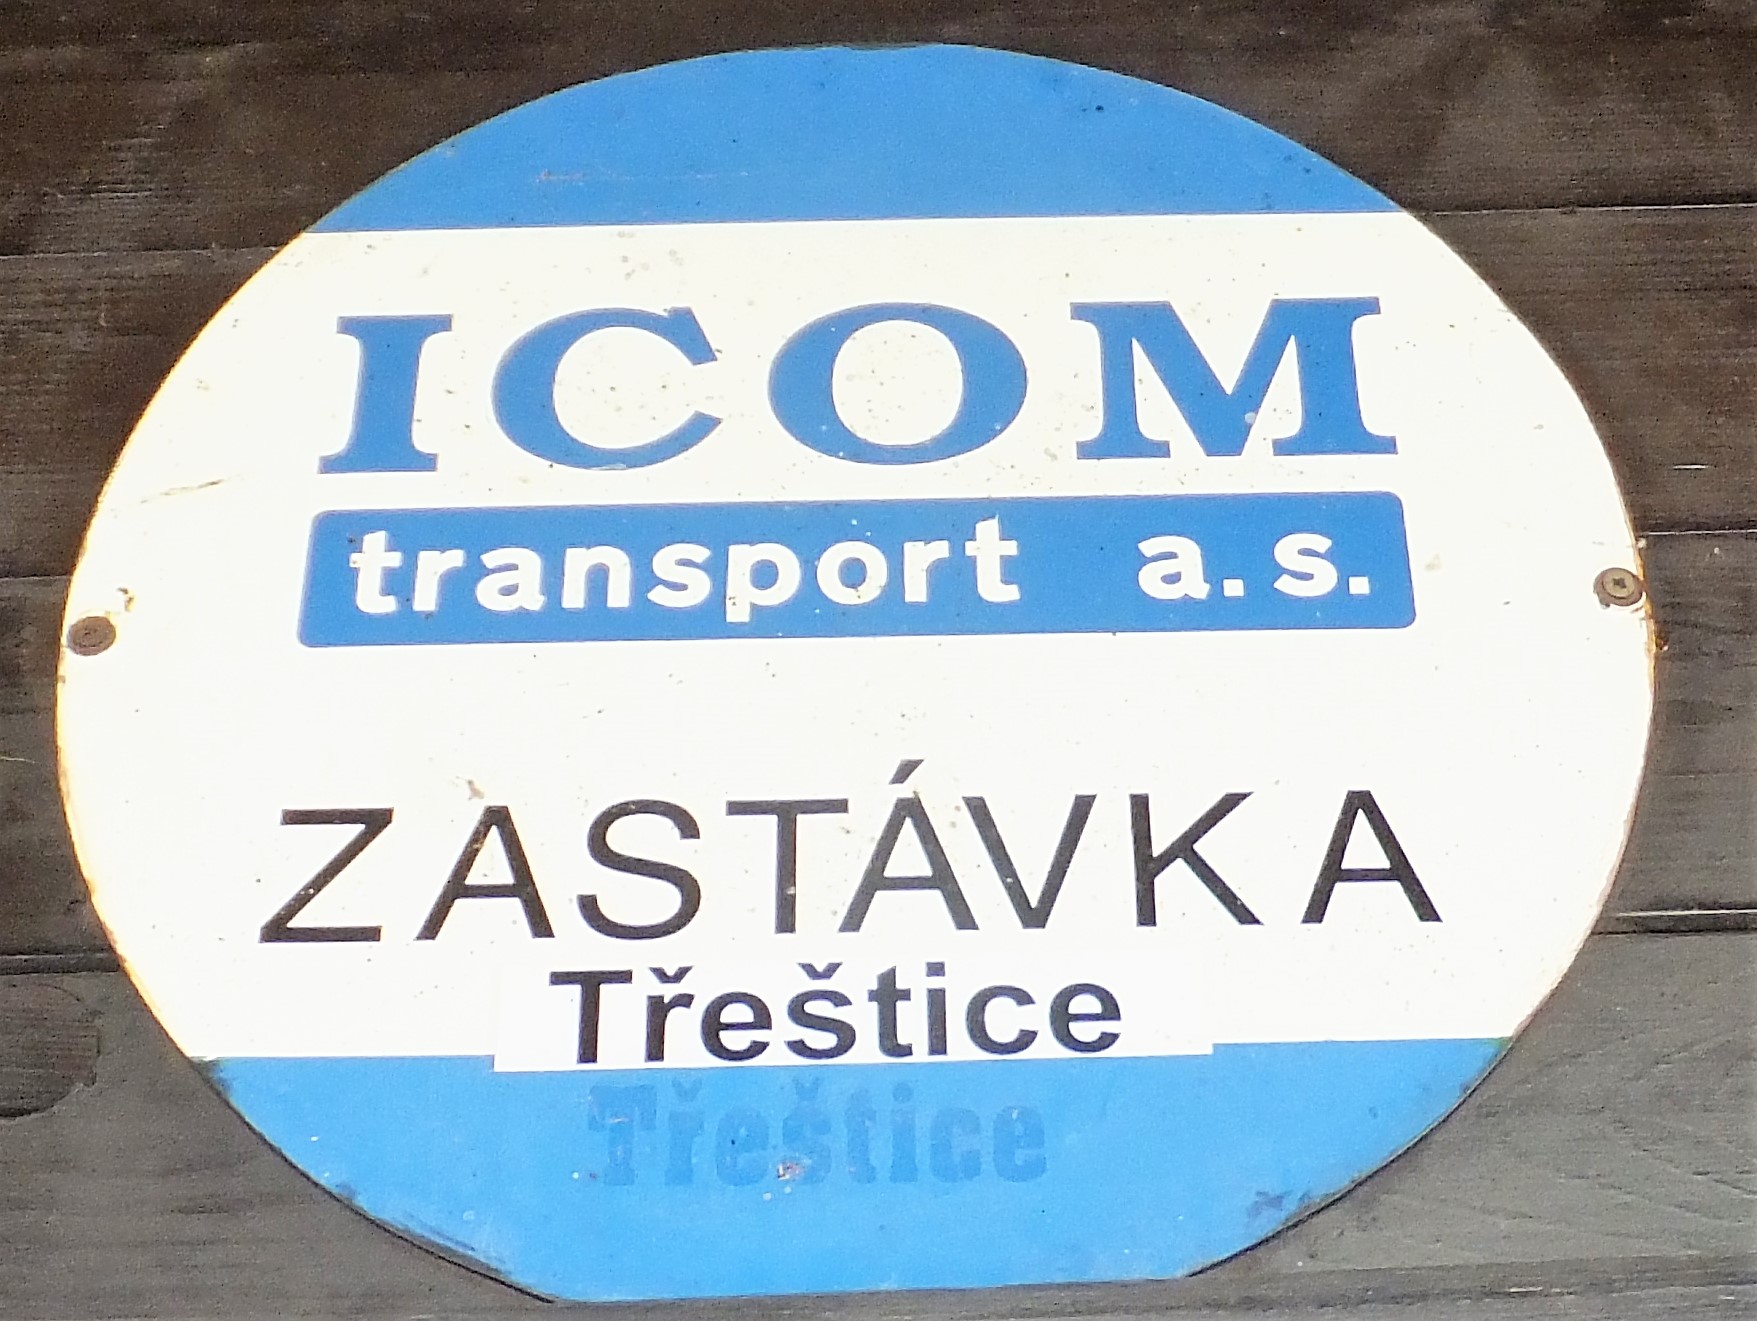 ICOM
transport a.s.
ZASTÁVKA
Třeštice
Třeštice